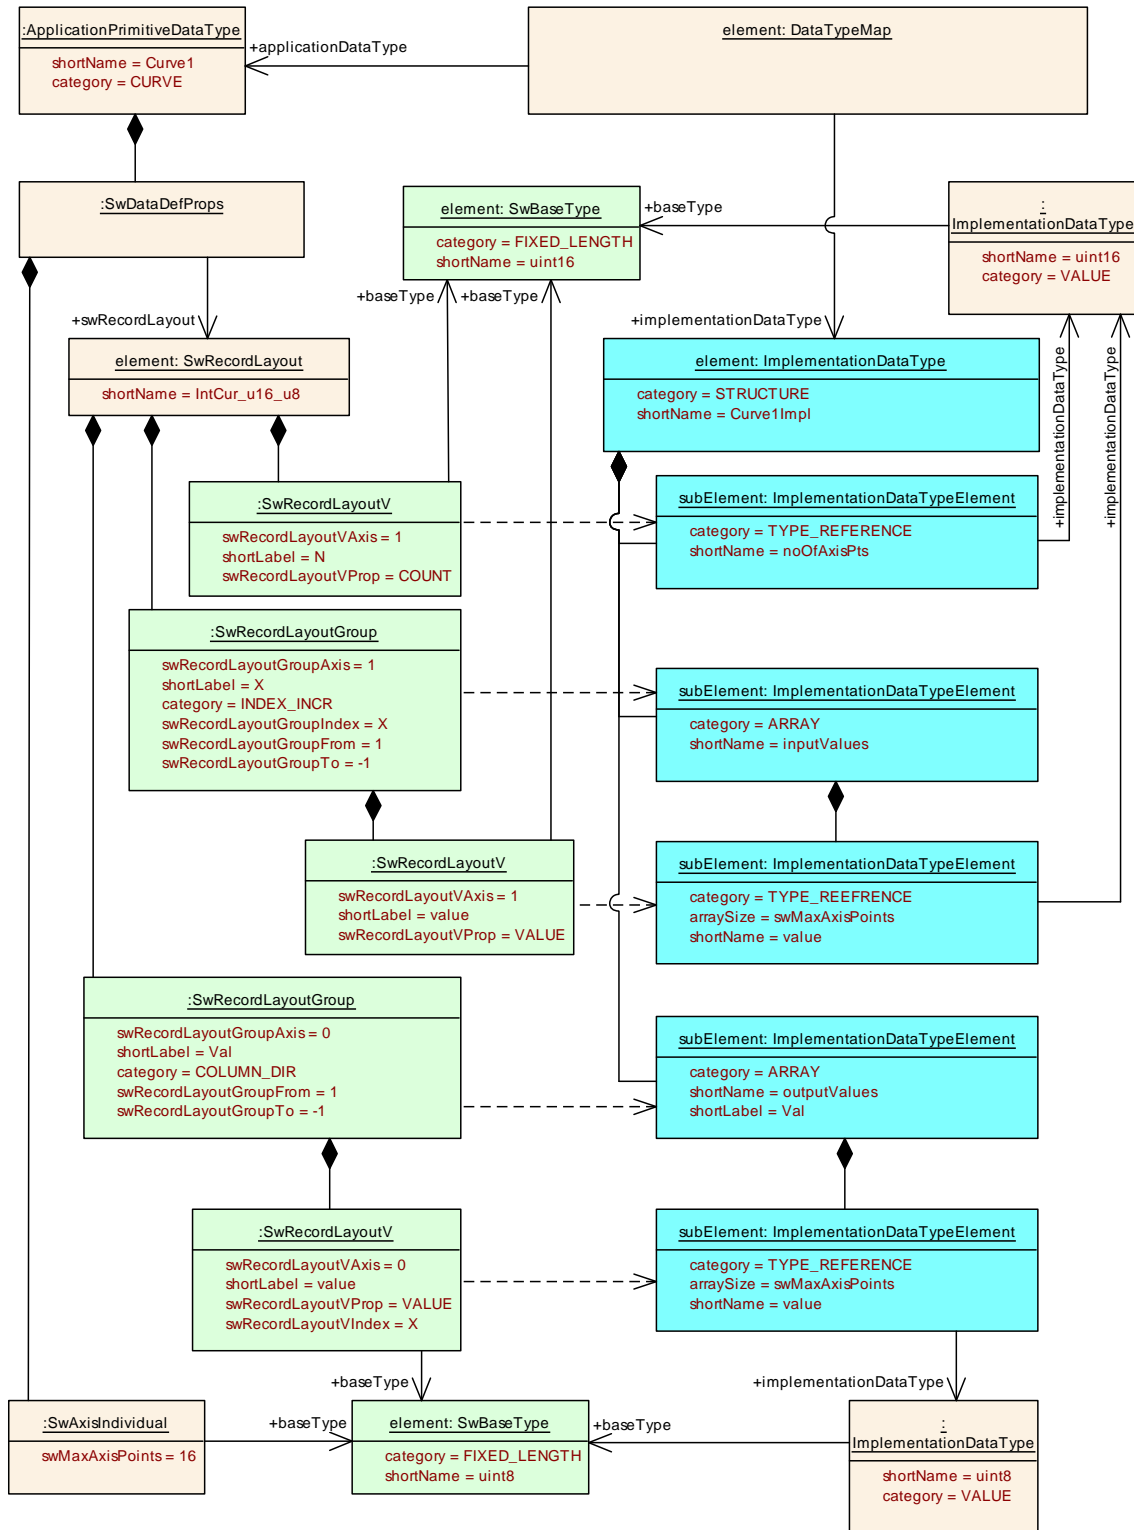 :ApplicationPrimitiveDataType
shortName = Curve1
category = CURVE
+applicationDataType
element: DataTypeMap
:SwDataDefProps
element: SwBaseType
category = FIXED_LENGTH
shortName = uint16
+baseType
:
ImplementationDataType
shortName = uint16
category = VALUE
+baseType
+baseType
+swRecordLayout
+implementationDataType
+implementationDataType
+implementationDataType
element: SwRecordLayout
shortName = IntCur_u16_u8
element: ImplementationDataType
category = STRUCTURE
shortName = Curve1Impl
:SwRecordLayoutV
swRecordLayoutVAxis = 1
shortLabel = N
swRecordLayoutVProp = COUNT
subElement: ImplementationDataTypeElement
category = TYPE_REFERENCE
shortName = noOfAxisPts
:SwRecordLayoutGroup
swRecordLayoutGroupAxis = 1
shortLabel = X
category = INDEX_INCR
swRecordLayoutGroupIndex = X
swRecordLayoutGroupFrom = 1
swRecordLayoutGroupTo = -1
subElement: ImplementationDataTypeElement
category = ARRAY
shortName = inputValues
:SwRecordLayoutV
swRecordLayoutVAxis = 1
shortLabel = value
swRecordLayoutVProp = VALUE
subElement: ImplementationDataTypeElement
category = TYPE_REEFRENCE
arraySize = swMaxAxisPoints
shortName = value
:SwRecordLayoutGroup
swRecordLayoutGroupAxis = 0
shortLabel = Val
category = COLUMN_DIR
swRecordLayoutGroupFrom = 1
swRecordLayoutGroupTo = -1
subElement: ImplementationDataTypeElement
category = ARRAY
shortName = outputValues
shortLabel = Val
:SwRecordLayoutV
swRecordLayoutVAxis = 0
shortLabel = value
swRecordLayoutVProp = VALUE
swRecordLayoutVIndex = X
subElement: ImplementationDataTypeElement
category = TYPE_REFERENCE
arraySize = swMaxAxisPoints
shortName = value
+baseType
+implementationDataType
:SwAxisIndividual
swMaxAxisPoints = 16
+baseType
element: SwBaseType
category = FIXED_LENGTH
shortName = uint8
+baseType
:
ImplementationDataType
shortName = uint8
category = VALUE